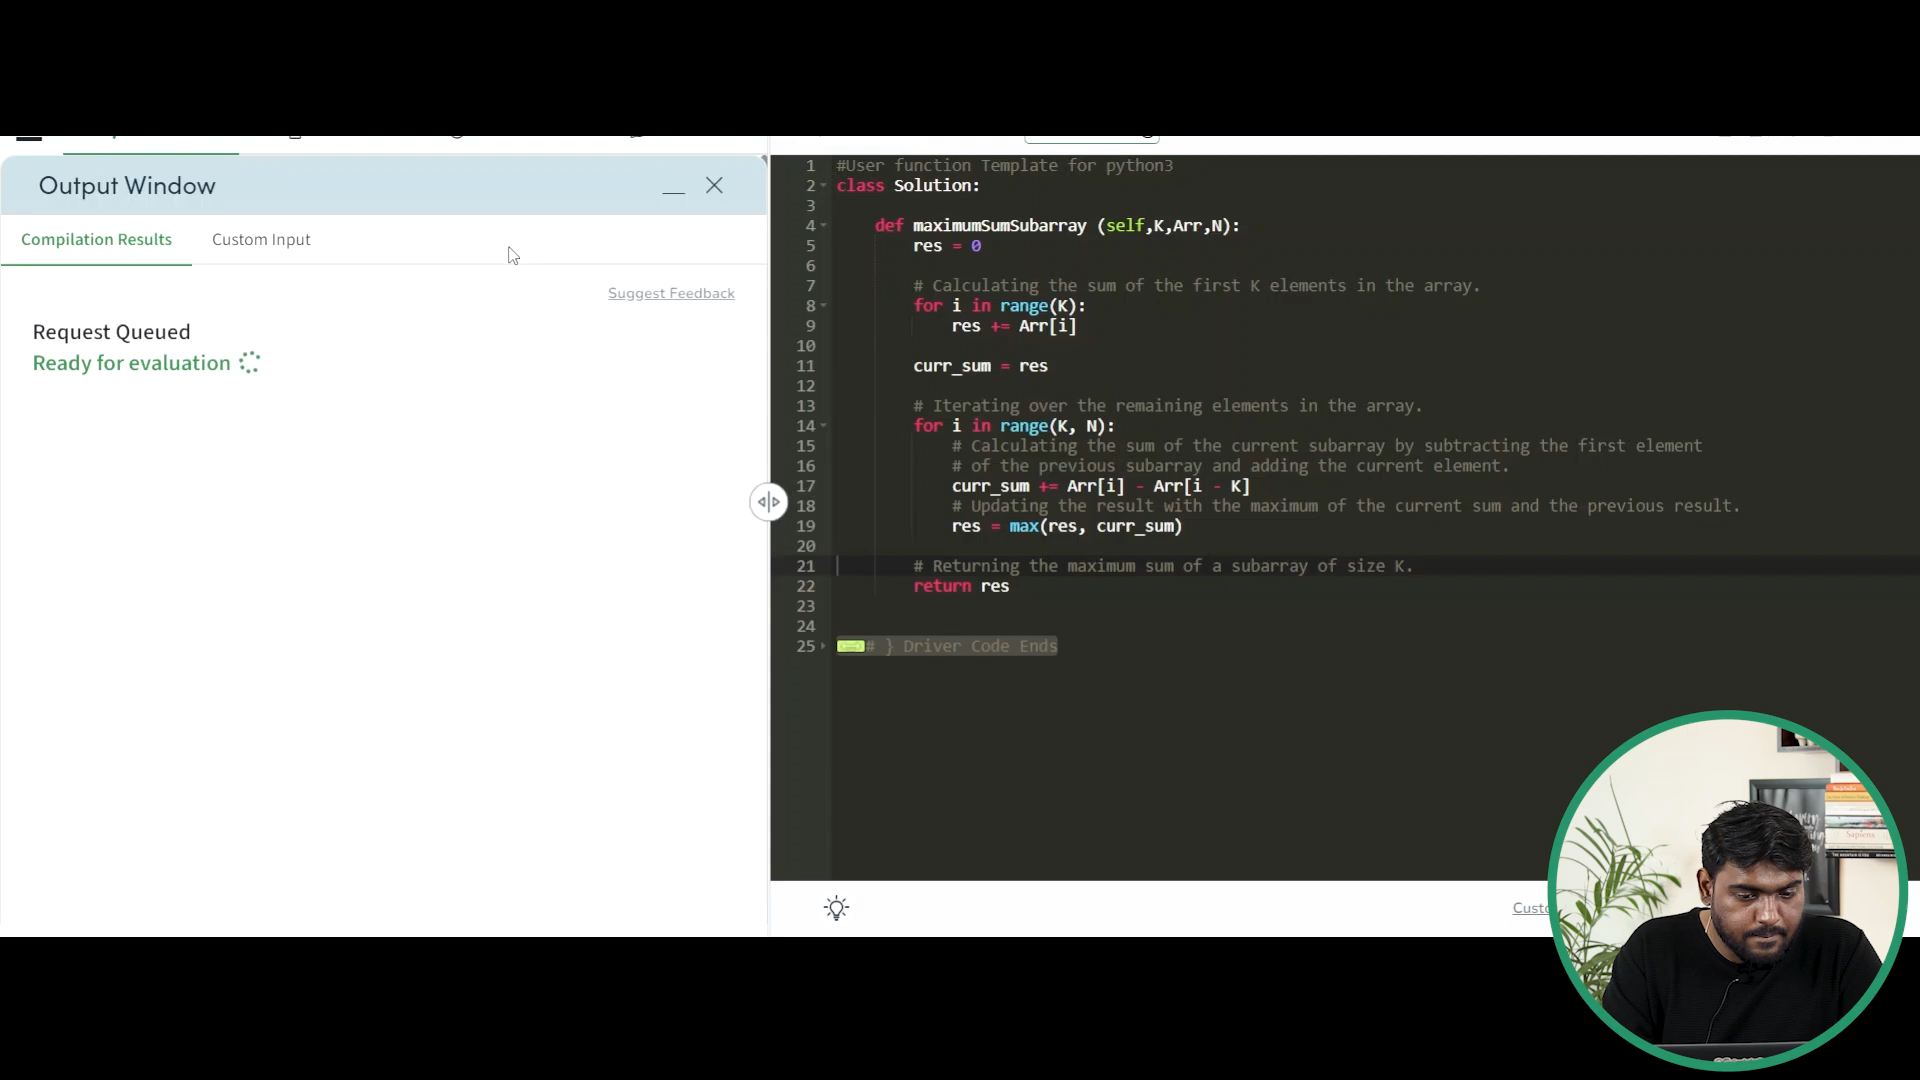 Output Window
Compilation Results
Custom Input
Suggest Feedback
Request Queued
Ready for evaluation
1 #User function Template for python3
2 class Solution:
3
4 def maximumSumSubarray (self,K,Arr,N):
5 res = 0
6
7 # Calculating the sum of the first K elements in the array.
8 for i in range(K):
9 res += Arr[i]
10
11 curr_sum = res
12
13 # Iterating over the remaining elements in the array.
14 for i in range(K, N):
15 # Calculating the sum of the current subarray by subtracting the first element
16 # of the previous subarray and adding the current element.
17 curr_sum += Arr[i] - Arr[i - K]
18 # Updating the result with the maximum of the current sum and the previous result.
19 res = max(res, curr_sum)
20
21 # Returning the maximum sum of a subarray of size K.
22 return res
23
24
25 # } Driver Code Ends
Sapiens